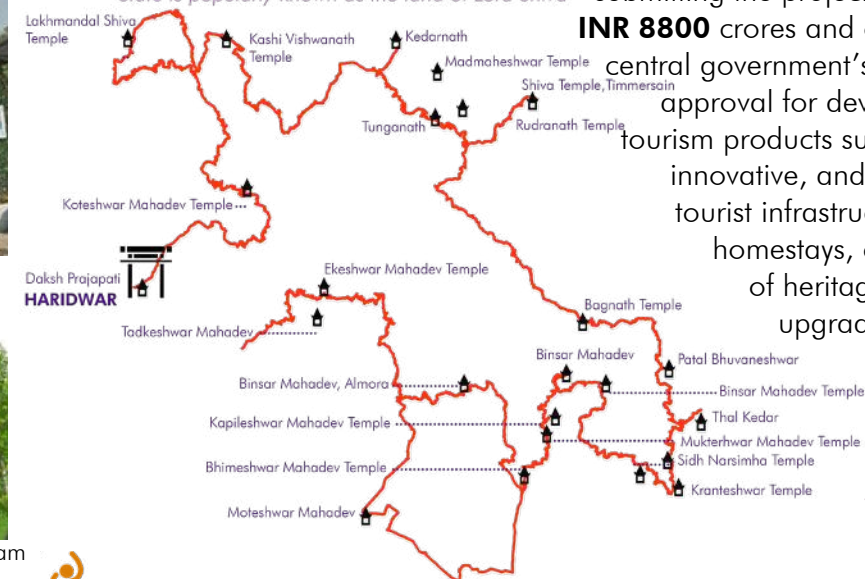 Lakhmandal Shiva
Temple
Kashi Vishwanath
Temple
Kedarnath
Madmaheshwar Temple
Shiva Temple,Timmersain
Tunganath
Rudranath Temple
Koteshwar Mahadev Temple
Daksh Prajapati
HARIDWAR
Ekeshwar Mahadev Temple
Tadkeshwar Mahadev
Bagnath Temple
Binsar Mahadev
Patal Bhuvaneshwar
Binsar Mahadev, Almora
Binsar Mahadev Temple
Kapileshwar Mahadev Temple
Thal Kedar
Mukterhwar Mahadev Temple
Bhimeshwar Mahadev Temple
Sidh Narsimha Temple
Kranteshwar Temple
Moteshwar Mahadev
submitting the project
INR 8800 crores and
central government's
approval for dev
tourism products su
innovative, and
tourist infrastru
homestays,
of heritag
upgrad
am